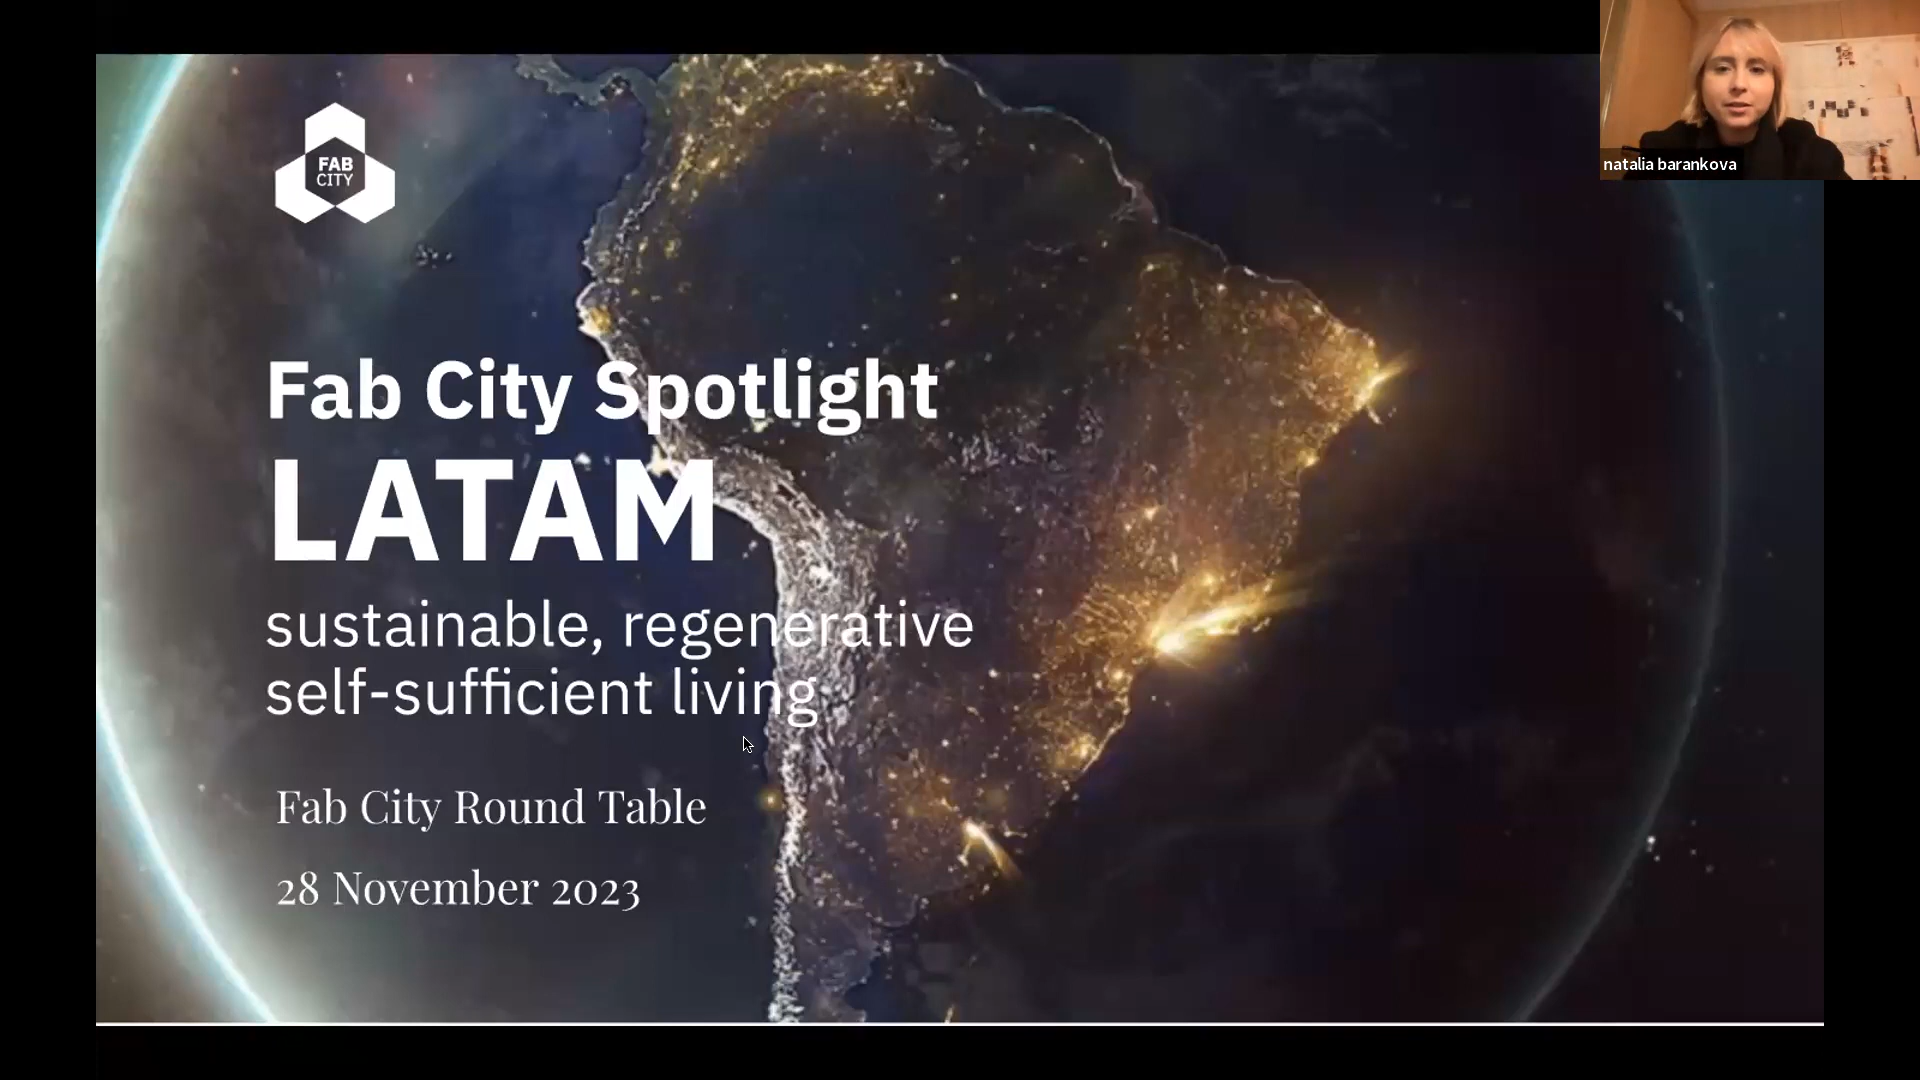 FAB
CITY
Fab City Spotlight
LATAM
sustainable, regenerative
self-sufficient living
Fab City Round Table
28 November 2023
natalia barankova